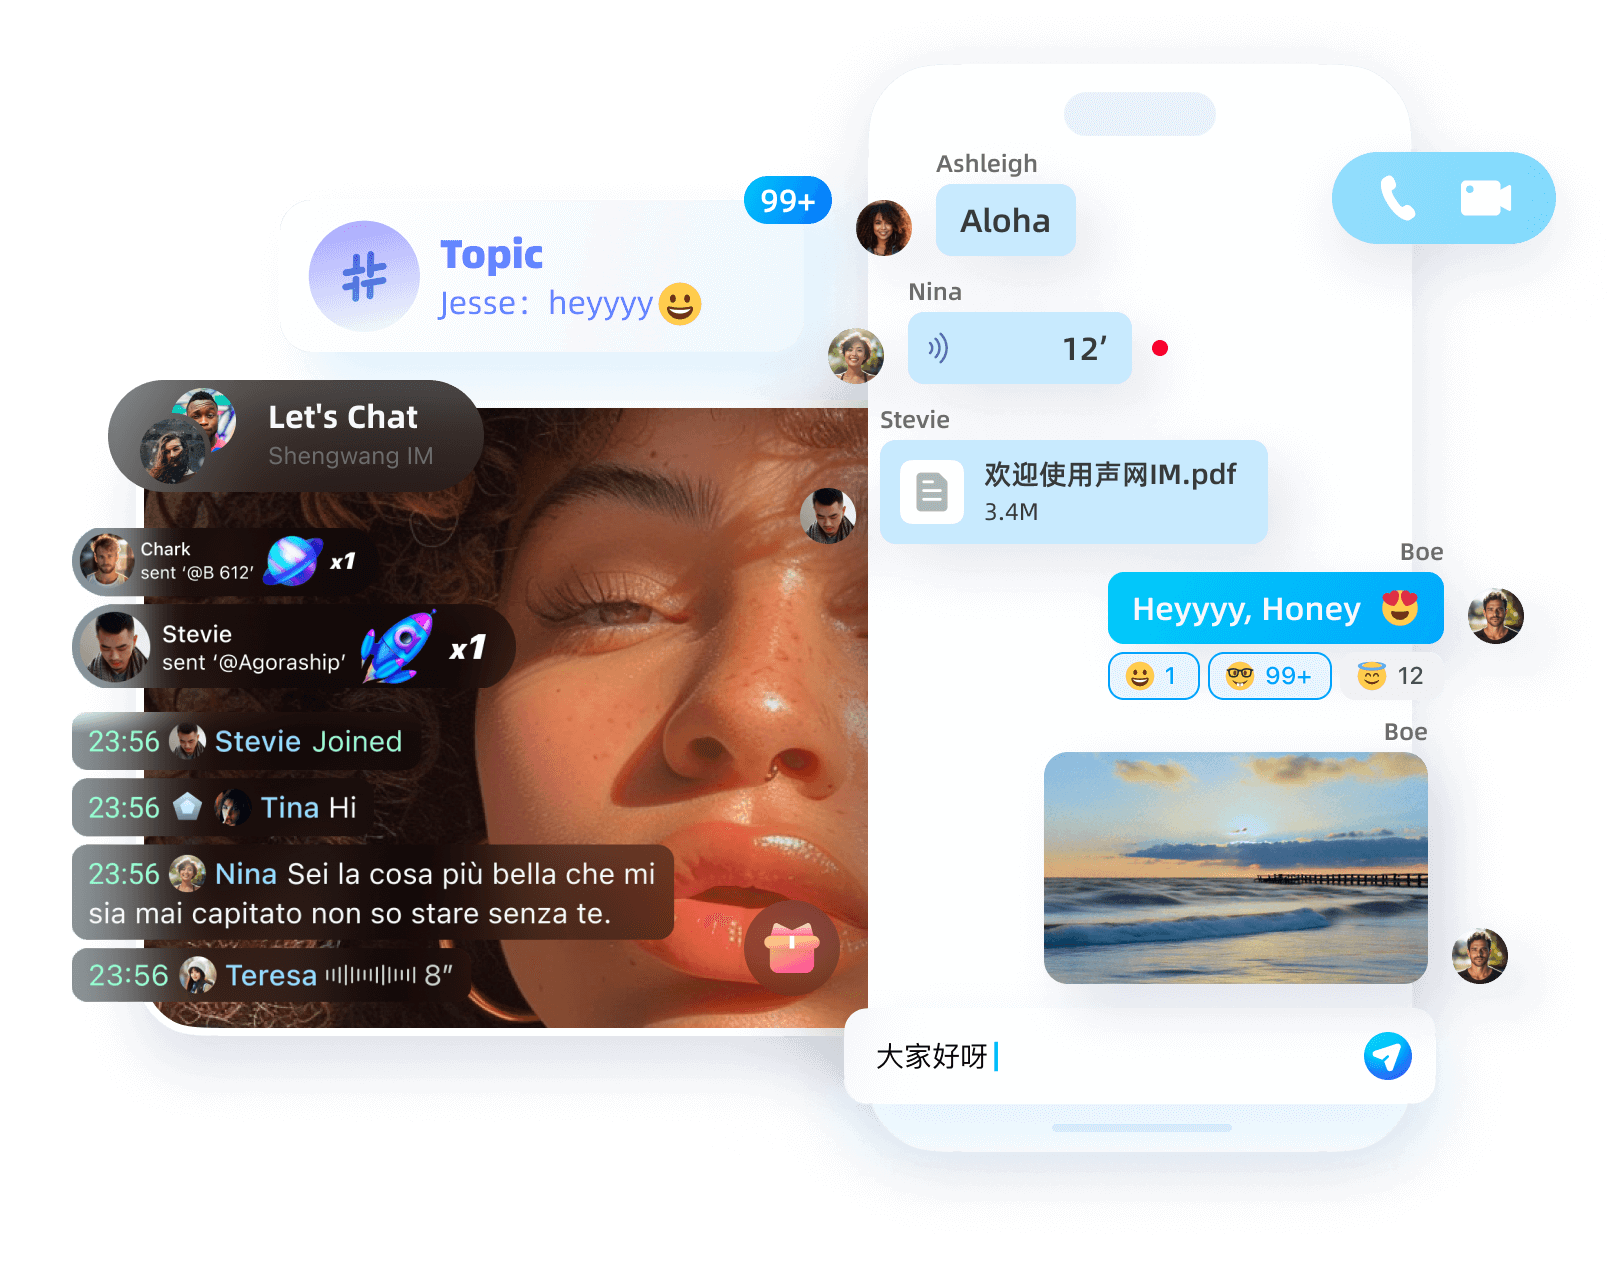 99+
Topic
Jesse： heyyyy😀
Let's Chat
Shengwang IM
Chark
sent ‘@B 612’ x1
Stevie
sent ‘@Agoraship’ x1
23:56 Stevie Joined
23:56 Tina Hi
23:56 Nina Sei la cosa più bella che mi
sia mai capitato non so stare senza te.
23:56 Teresa 8″
Ashleigh
Aloha
Nina
12′
Stevie
欢迎使用声网IM.pdf
3.4M
Boe
Heyyyy, Honey 😍
😀 1 🤓 99+ 😇 12
Boe
大家好呀